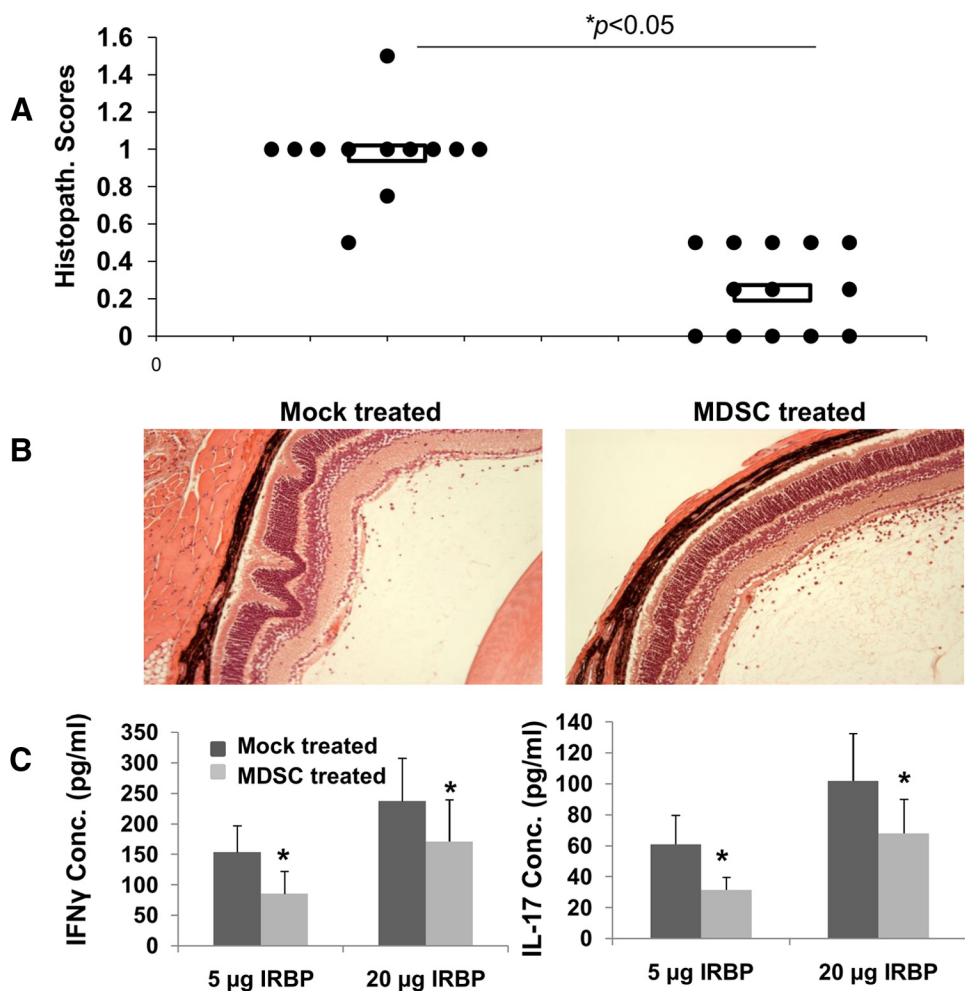 *p<0.05
A
Histopath. Scores
1.6
1.4
1.2
1
0.8
0.6
0.4
0.2
0
0
Mock treated
MDSC treated
B
C
IFNγ Conc. (pg/ml)
350
300
250
200
150
100
50
0
Mock treated
MDSC treated
*
*
5 µg IRBP
20 µg IRBP
IL-17 Conc. (pg/ml)
140
120
100
80
60
40
20
0
*
*
5 µg IRBP
20 µg IRBP